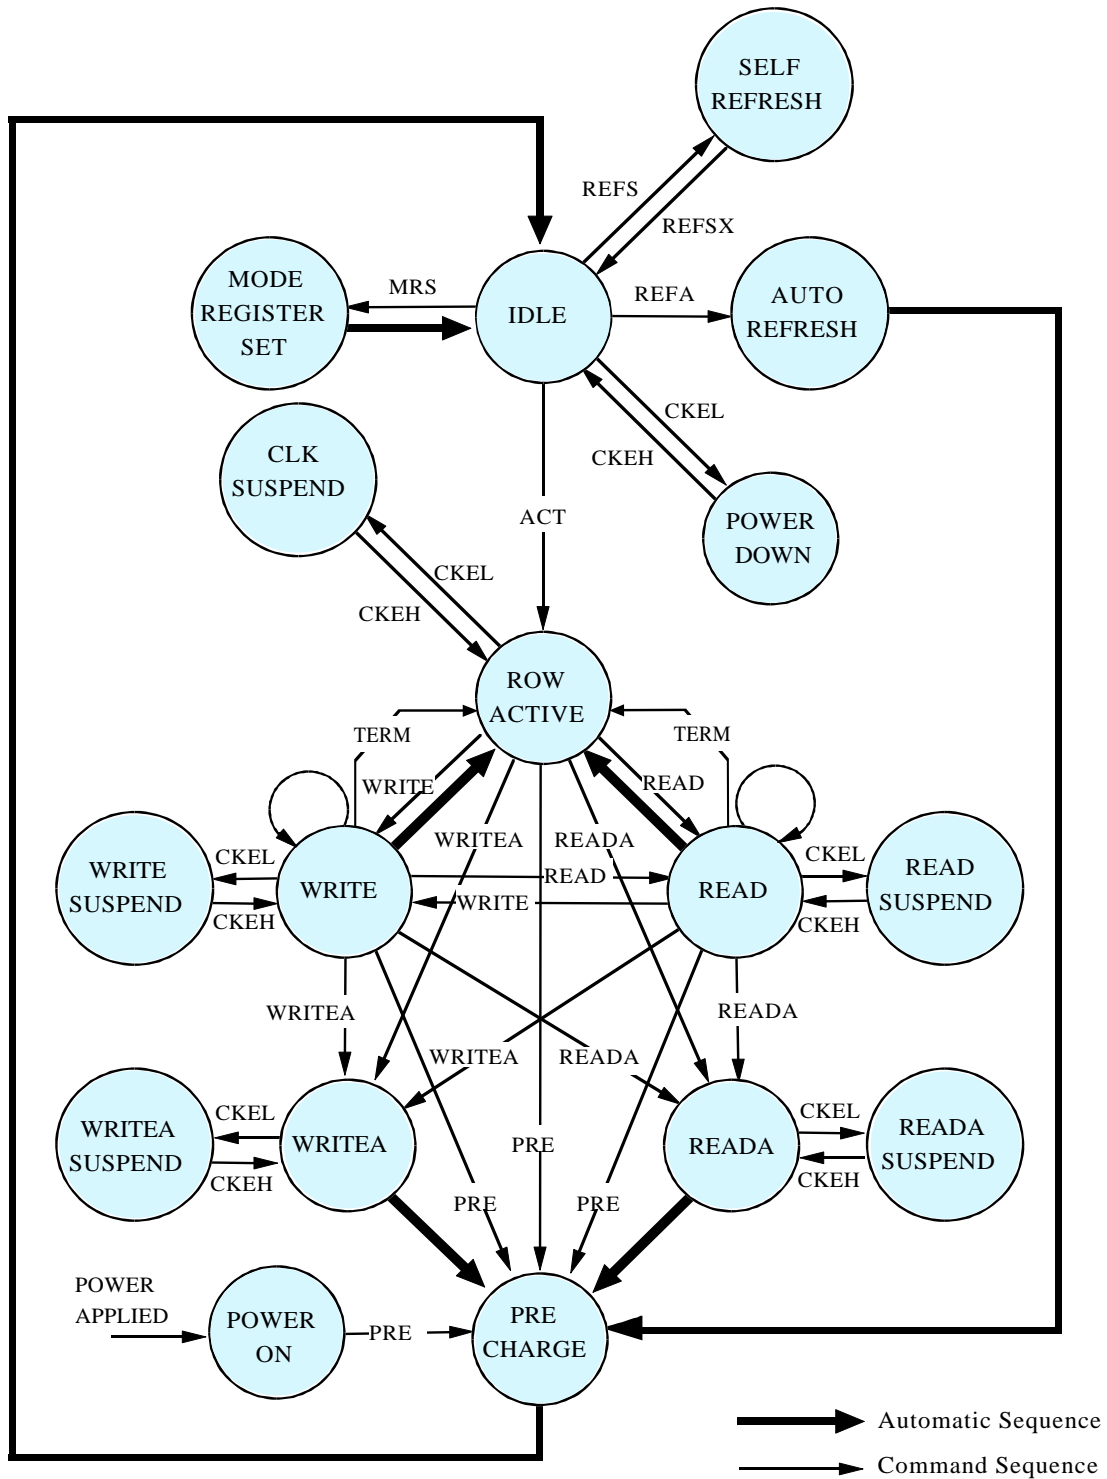 SELF
REFRESH
REFS
REFSX
MODE
REGISTER
SET
MRS
IDLE
REFA
AUTO
REFRESH
CKEL
CKEH
CLK
SUSPEND
POWER
DOWN
ACT
CKEL
CKEH
ROW
ACTIVE
TERM
TERM
WRITE
READ
WRITEA
READA
WRITE
SUSPEND
CKEL
CKEH
WRITE
READ
WRITE
READ
CKEL
CKEH
READ
SUSPEND
WRITEA
READA
WRITEA
READA
WRITEA
SUSPEND
CKEL
CKEH
WRITEA
PRE
READA
CKEL
CKEH
READA
SUSPEND
PRE
PRE
POWER
APPLIED
POWER
ON
PRE
PRE
CHARGE
Automatic Sequence
Command Sequence